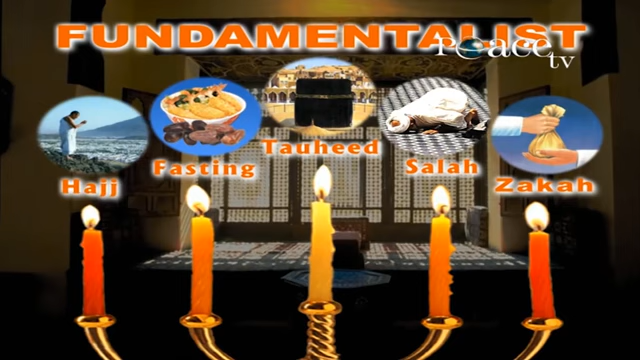 FUNDAMENTALIST
Peace
tv
Tauheed
Fasting
Salah
Hajj
Zakah